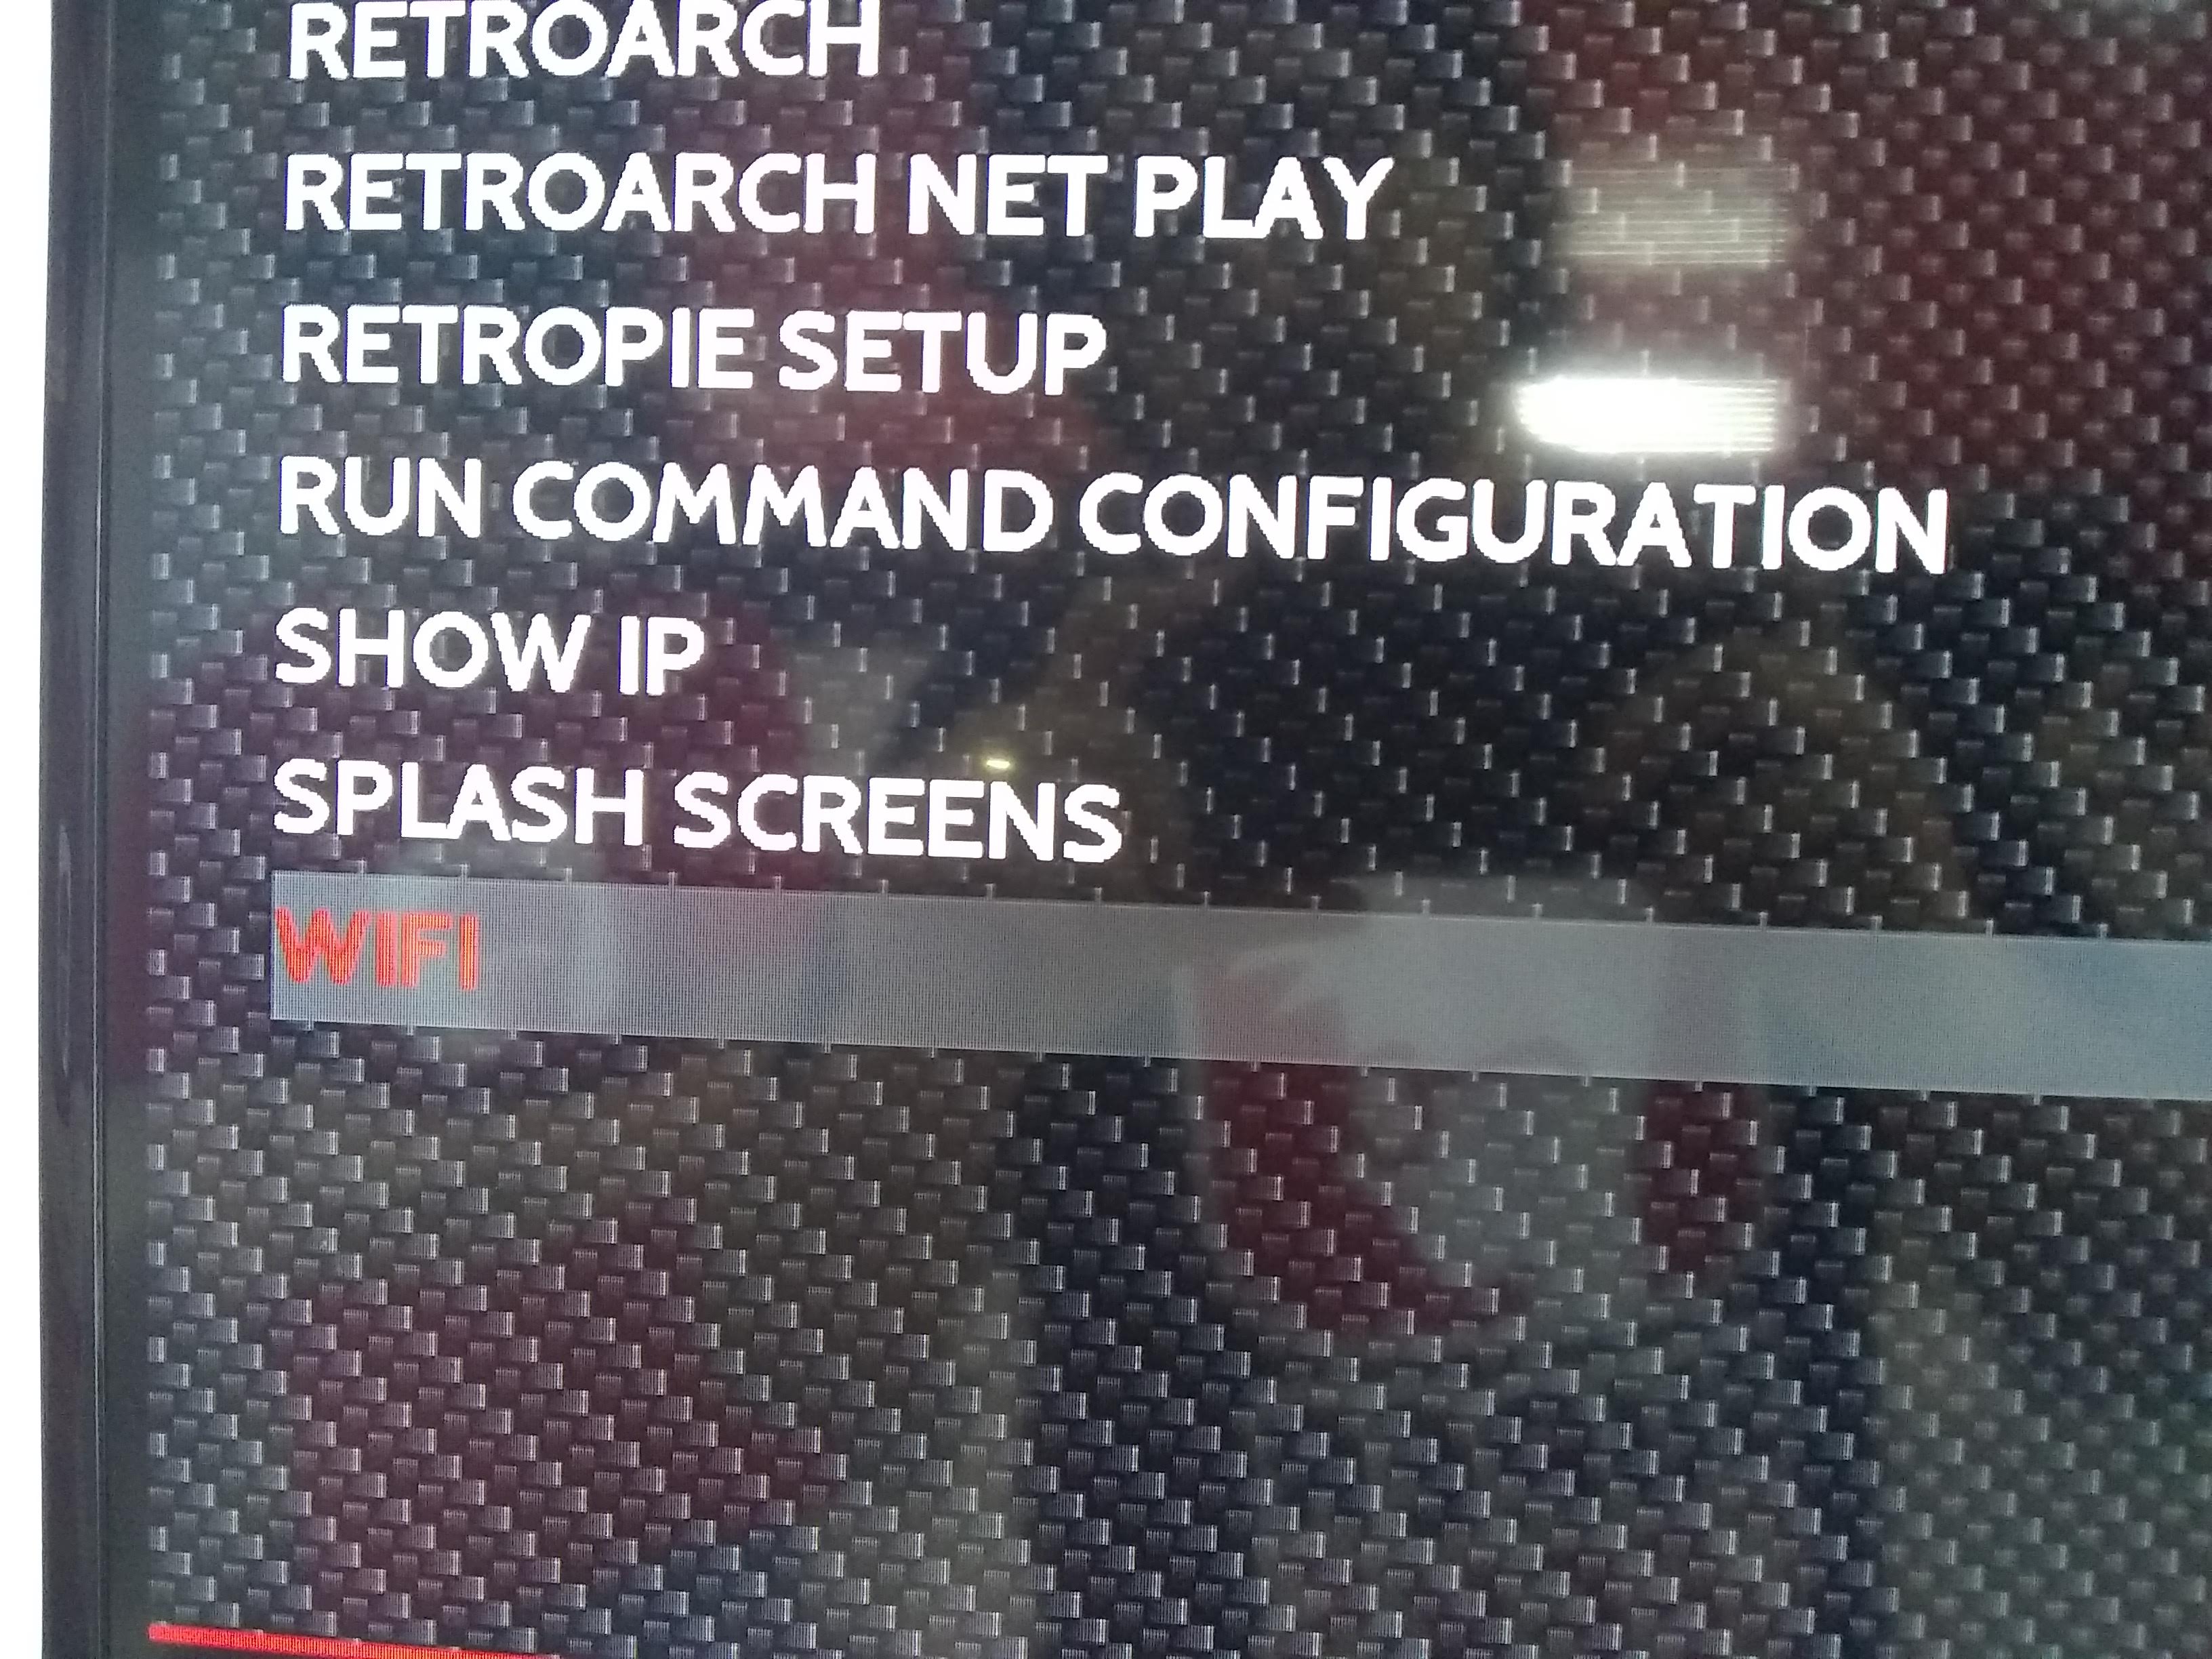 RETROARCH
RETROARCH NET PLAY
RETROPIE SETUP
RUN COMMAND CONFIGURATION
SHOW IP
SPLASH SCREENS
WIFI